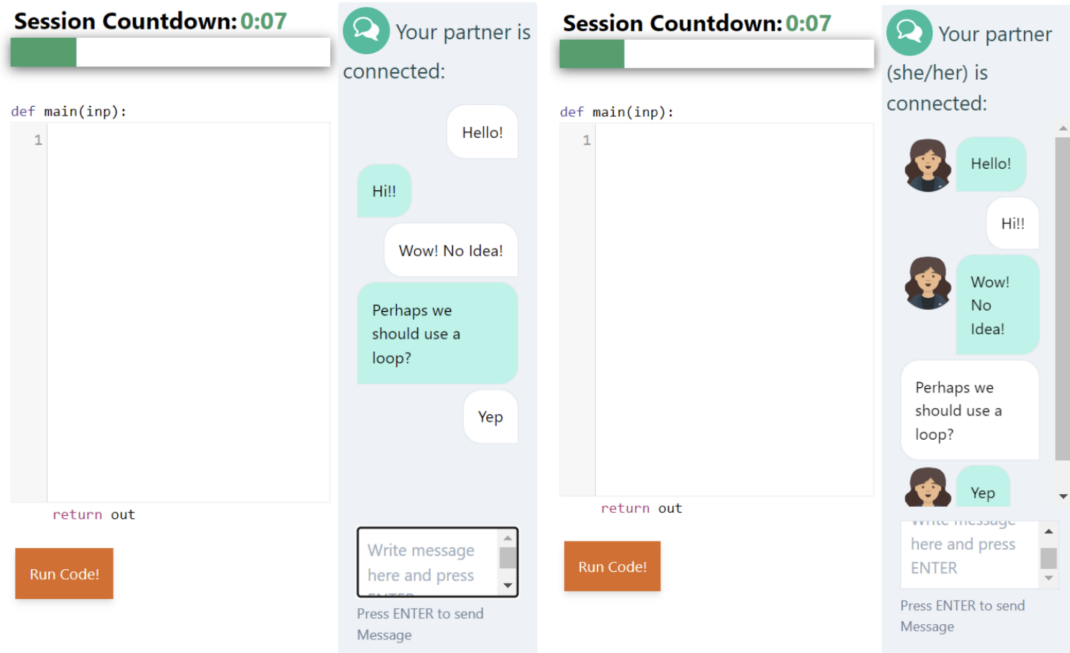 Session Countdown: 0:07
def main(inp):
1
return out
Run Code!
Your partner is
connected:
Hello!
Hi!!
Wow! No Idea!
Perhaps we
should use a
loop?
Yep
Write message
here and press
ENTER
Press ENTER to send
Message
Session Countdown: 0:07
def main(inp):
1
return out
Run Code!
Your partner
(she/her) is
connected:
Hello!
Hi!!
Wow!
No
Idea!
Perhaps we
should use a
loop?
Yep
Write message
here and press
ENTER
Press ENTER to send
Message